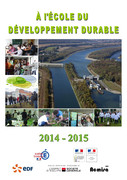 À L'ÉCOLE DU
DÉVELOPPEMENT DURABLE
2014 - 2015
edf